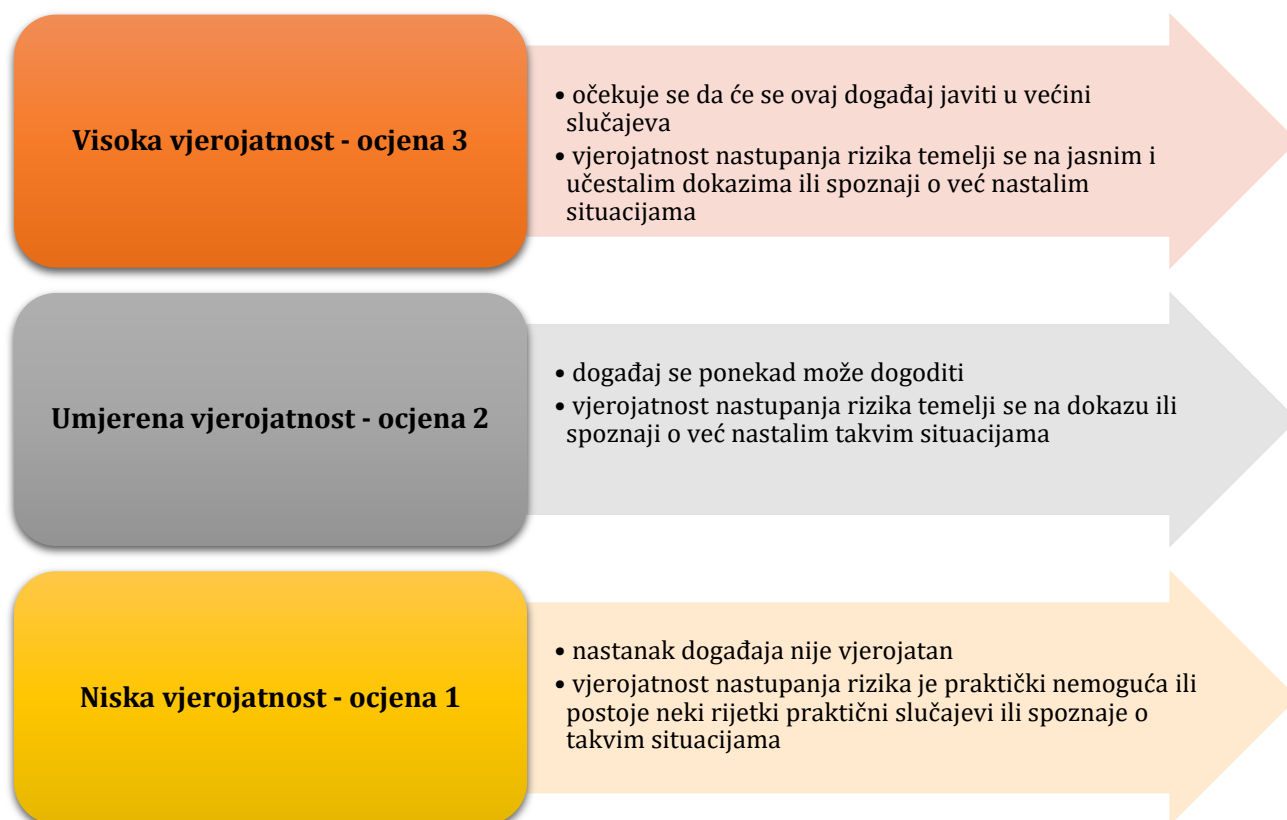 Visoka vjerojatnost - ocjena 3
• očekuje se da će se ovaj događaj javiti u većini
slučajeva
• vjerojatnost nastupanja rizika temelji se na jasnim i
učestalim dokazima ili spoznaji o već nastalim
situacijama
Umjerena vjerojatnost - ocjena 2
• događaj se ponekad može dogoditi
• vjerojatnost nastupanja rizika temelji se na dokazu ili
spoznaji o već nastalim takvim situacijama
Niska vjerojatnost - ocjena 1
• nastanak događaja nije vjerojatan
• vjerojatnost nastupanja rizika je praktički nemoguća ili
postoje neki rijetki praktični slučajevi ili spoznaje o
takvim situacijama